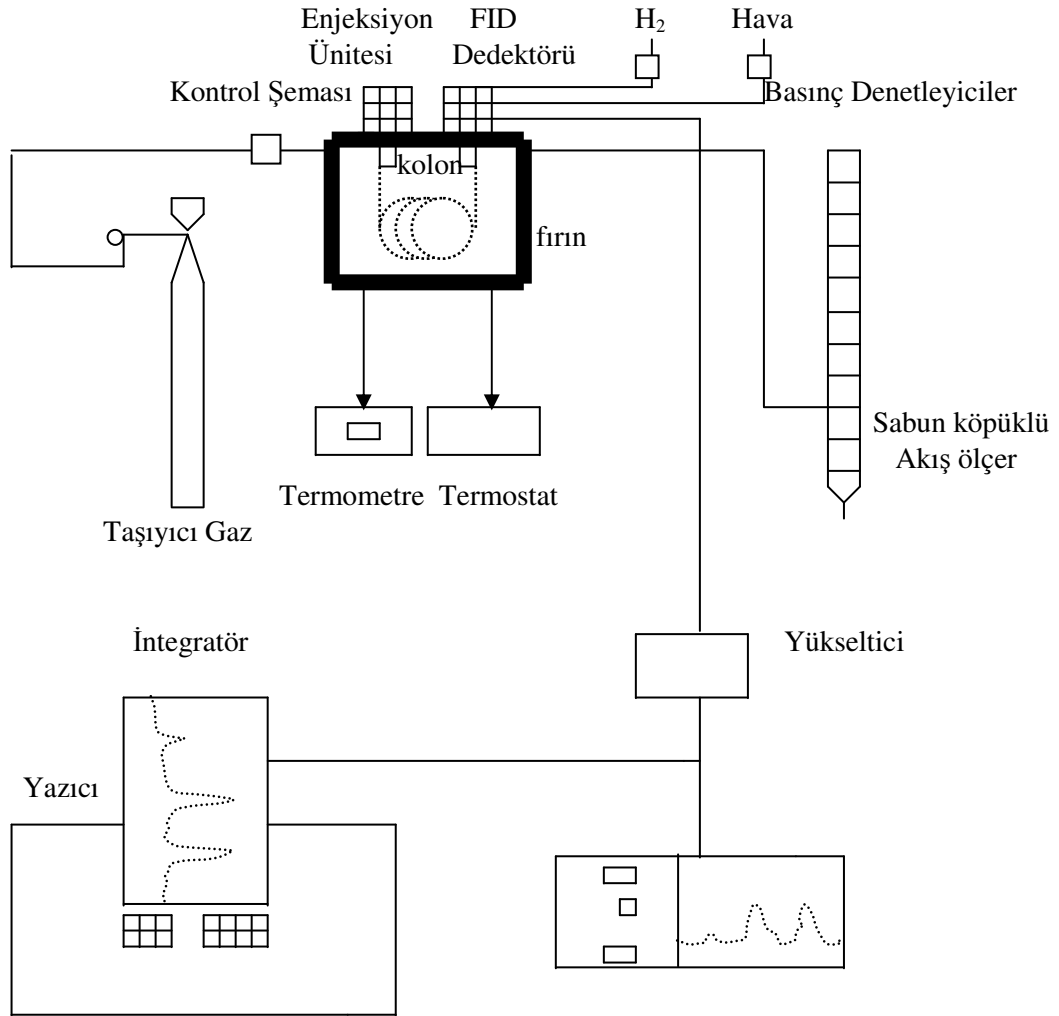 Enjeksiyon
Ünitesi
FID
Dedektörü
H₂
Hava
Kontrol Şeması
Basınç Denetleyiciler
kolon
fırın
Termometre
Termostat
Taşıyıcı Gaz
Sabun köpüklü
Akış ölçer
İntegratör
Yükseltici
Yazıcı